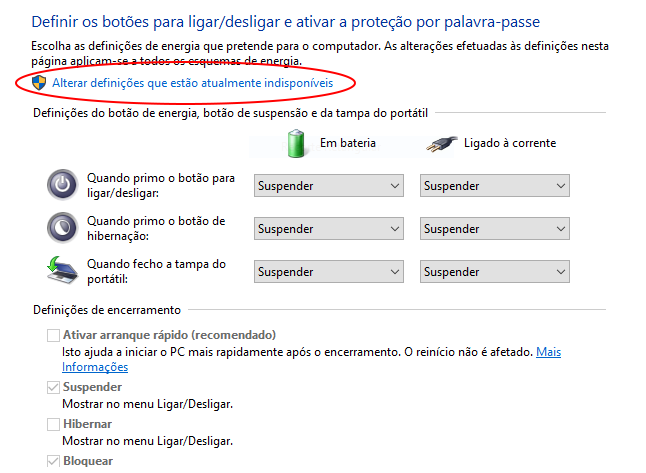 Definir os botões para ligar/desligar e ativar a proteção por palavra-passe
Escolha as definições de energia que pretende para o computador. As alterações efetuadas às definições nesta
página aplicam-se a todos os esquemas de energia.
Alterar definições que estão atualmente indisponíveis
Definições do botão de energia, botão de suspensão e da tampa do portátil
Em bateria
Ligado à corrente
Quando primo o botão para
ligar/desligar:
Suspender
Suspender
Quando primo o botão de
hibernação:
Suspender
Suspender
Quando fecho a tampa do
portátil:
Suspender
Suspender
Definições de encerramento
Ativar arranque rápido (recomendado)
Isto ajuda a iniciar o PC mais rapidamente após o encerramento. O reinício não é afetado. Mais
Informações
Suspender
Mostrar no menu Ligar/Desligar.
Hibernar
Mostrar no menu Ligar/Desligar.
Bloquear